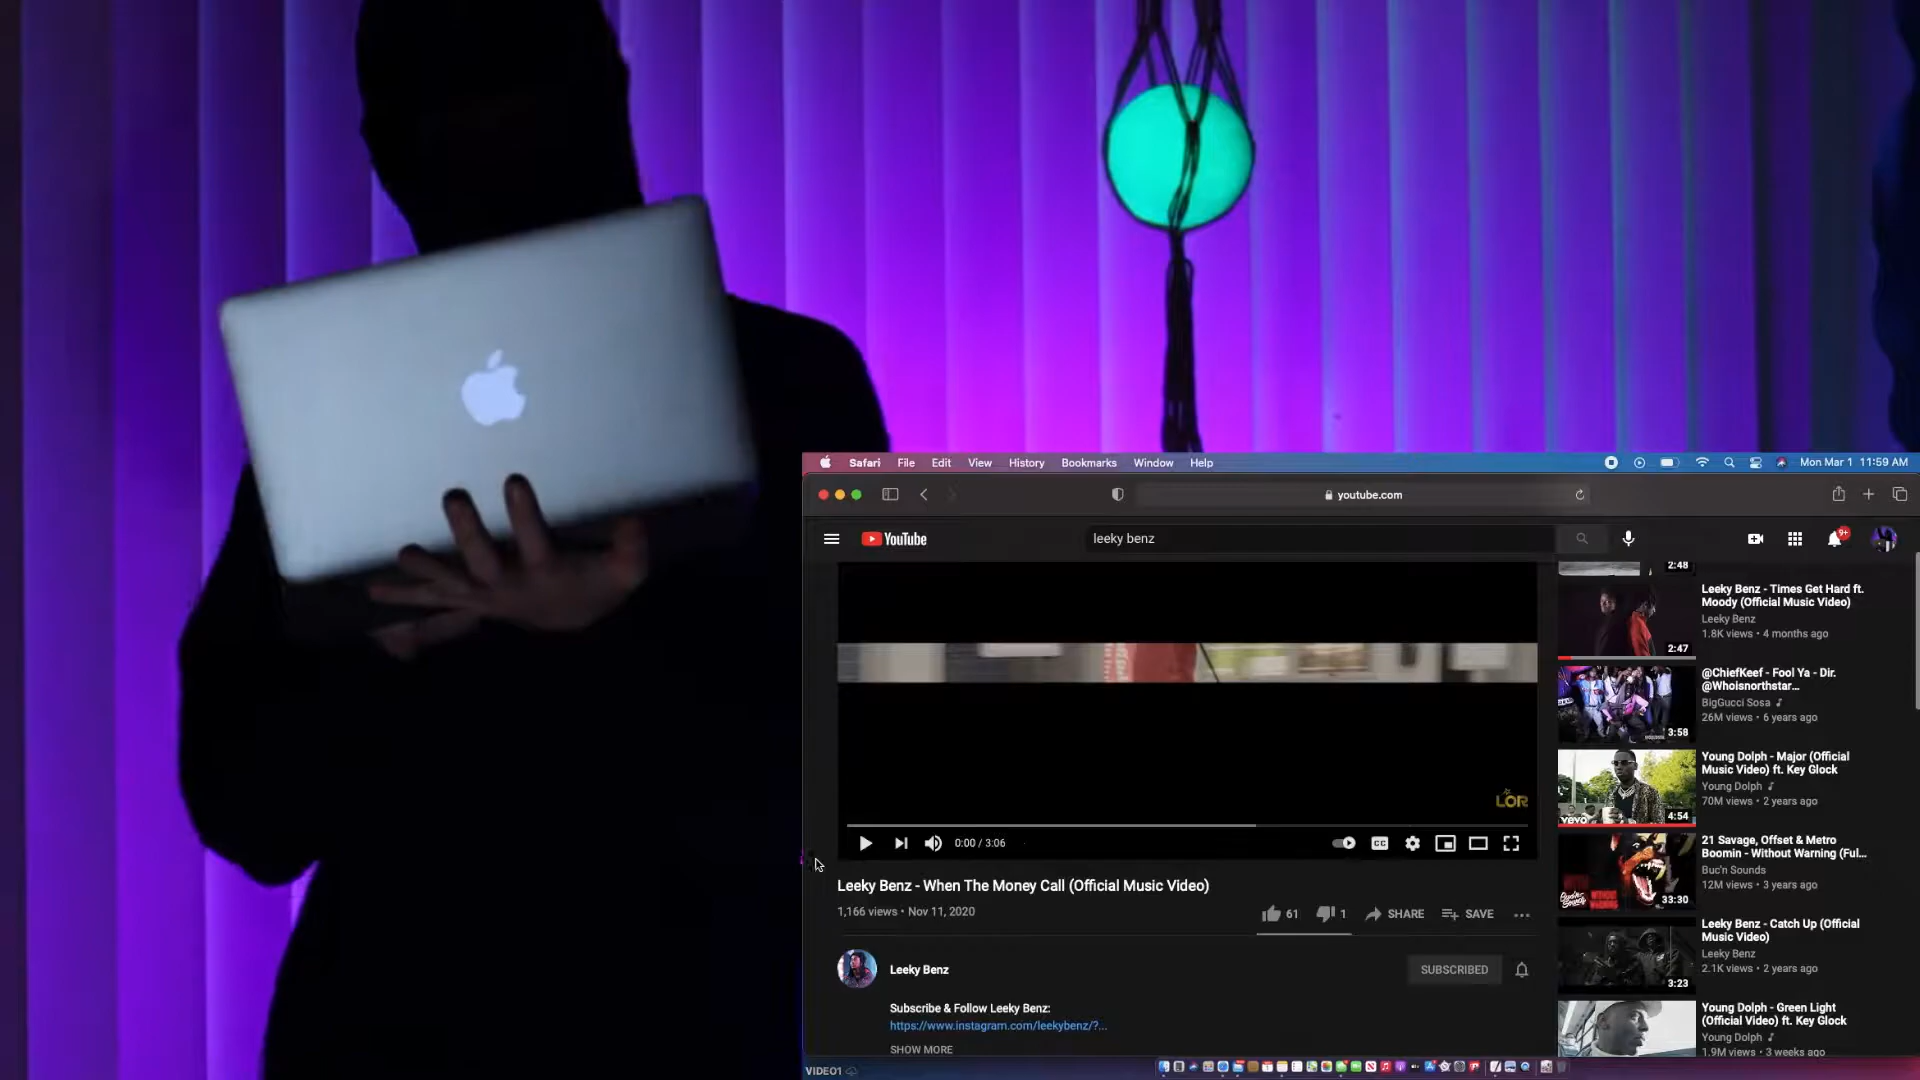 Safari File Edit View History Bookmarks Window Help Mon Mar 1 11:59 AM
youtube.com
YouTube
leeky benz
9+
LOR
0:00 / 3:06
CC
Leeky Benz - When The Money Call (Official Music Video)
1,166 views • Nov 11, 2020
61 1 SHARE SAVE
Leeky Benz
SUBSCRIBED
Subscribe & Follow Leeky Benz:
https://www.instagram.com/leekybenz/?...
SHOW MORE
2:48
2:47
Leeky Benz - Times Get Hard ft.
Moody (Official Music Video)
Leeky Benz
1.8K views • 4 months ago
3:58
@ChiefKeef - Fool Ya - Dir.
@Whoisnorthstar...
BigGucci Sosa
26M views • 6 years ago
vevo
4:54
Young Dolph - Major (Official
Music Video) ft. Key Glock
Young Dolph
70M views • 2 years ago
33:30
21 Savage, Offset & Metro
Boomin - Without Warning (Ful...
Buc'n Sounds
12M views • 3 years ago
3:23
Leeky Benz - Catch Up (Official
Music Video)
Leeky Benz
2.1K views • 2 years ago
Young Dolph - Green Light
(Official Video) ft. Key Glock
Young Dolph
1.9M views • 3 weeks ago
VIDEO1